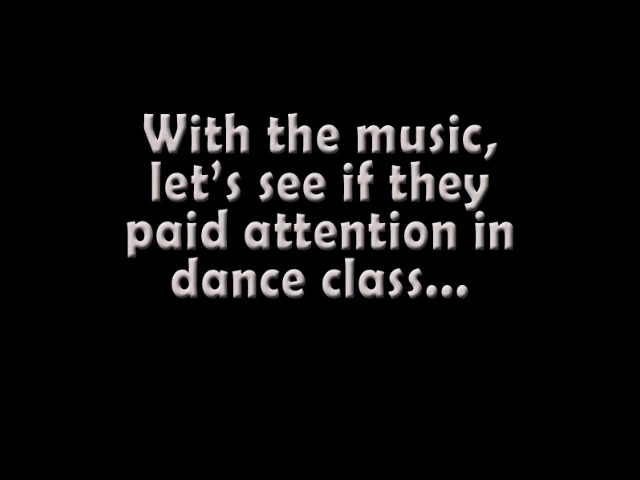 With the music,
let's see if they
paid attention in
dance class...